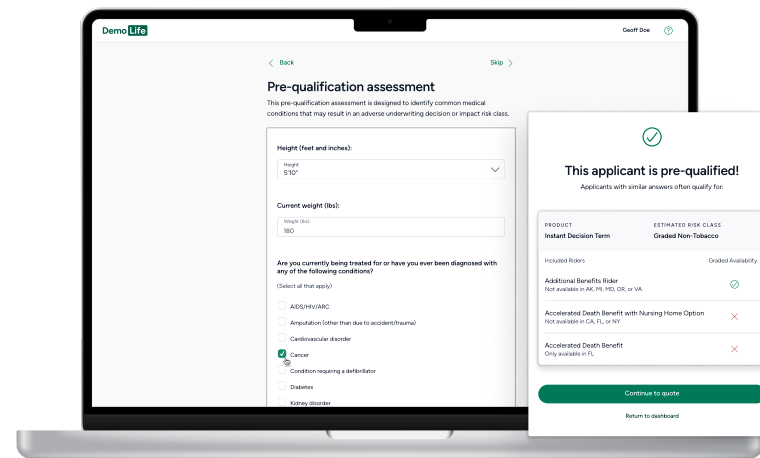 Demo Life
Geoff Doe
Back
Skip
Pre-qualification assessment
This pre-qualification assessment is designed to identify common medical
conditions that may result in an adverse underwriting decision or impact risk class.
Height (feet and inches):
Height
5'10"
Current weight (lbs):
Weight (lbs)
180
Are you currently being treated for or have you ever been diagnosed with
any of the following conditions?
(Select all that apply)
AIDS/HIV/ARC
Amputation (other than due to accident/trauma)
Cardiovascular disorder
Cancer
Condition requiring a defibrillator
Diabetes
Kidney disorder
This applicant is pre-qualified!
Applicants with similar answers often qualify for:
PRODUCT
Instant Decision Term
ESTIMATED RISK CLASS
Graded Non-Tobacco
Included Riders
Graded Availability
Additional Benefits Rider
Not available in AK, MI, MD, OR, or VA
Accelerated Death Benefit with Nursing Home Option
Not available in CA, FL, or NY
Accelerated Death Benefit
Only available in FL
Continue to quote
Return to dashboard